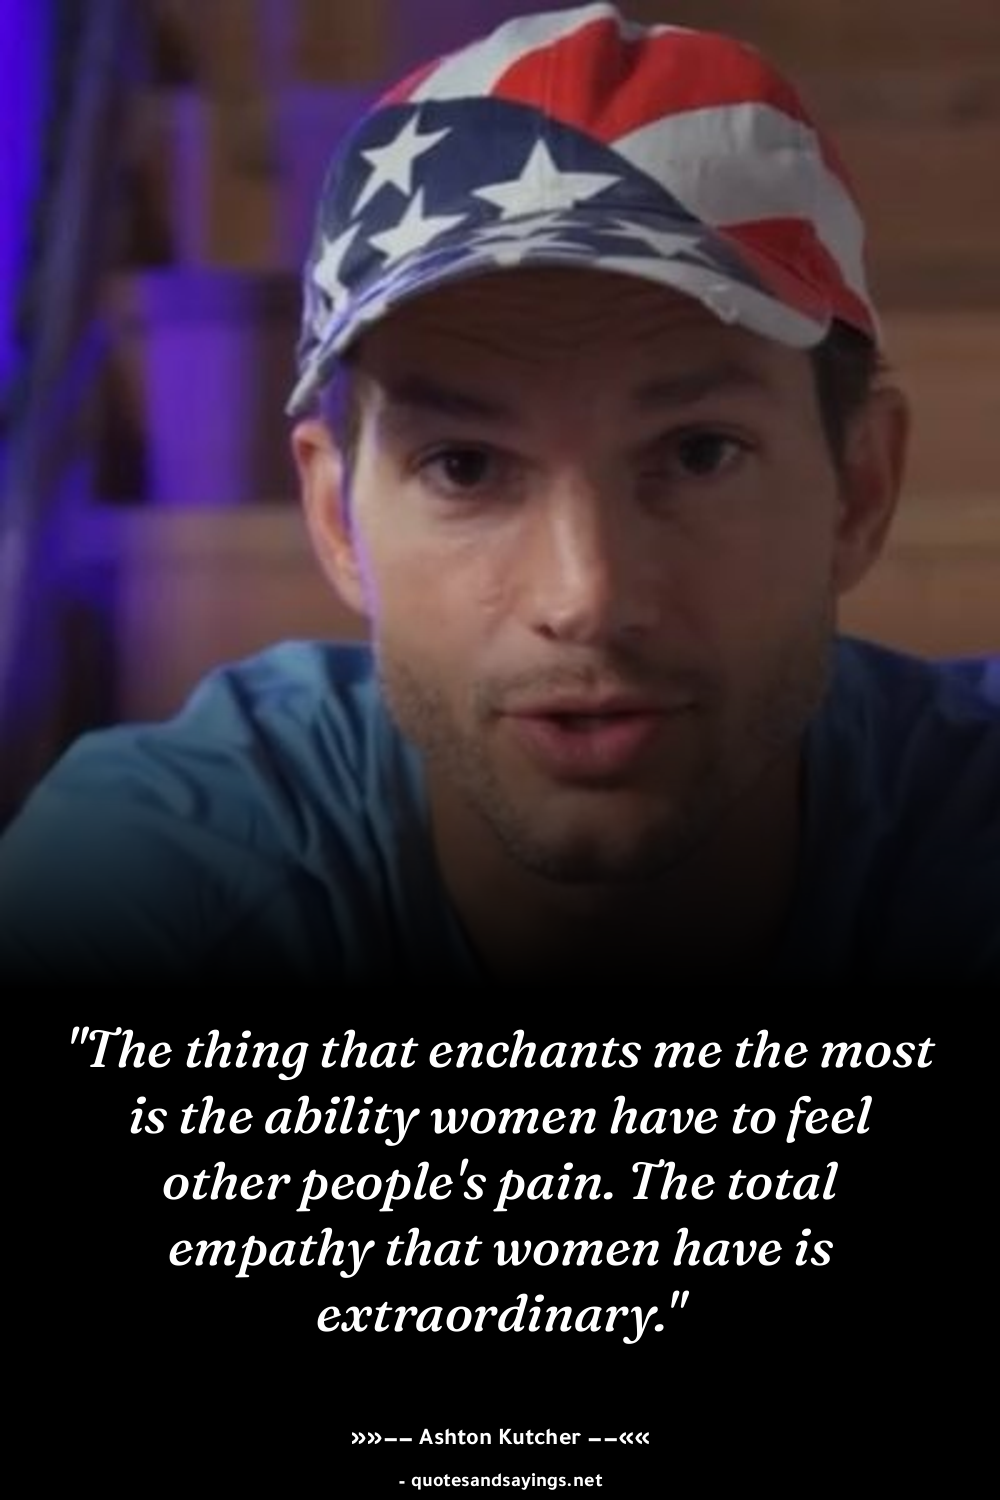 "The thing that enchants me the most
is the ability women have to feel
other people's pain. The total
empathy that women have is
extraordinary."
»»–– Ashton Kutcher ––««
- quotesandsayings.net